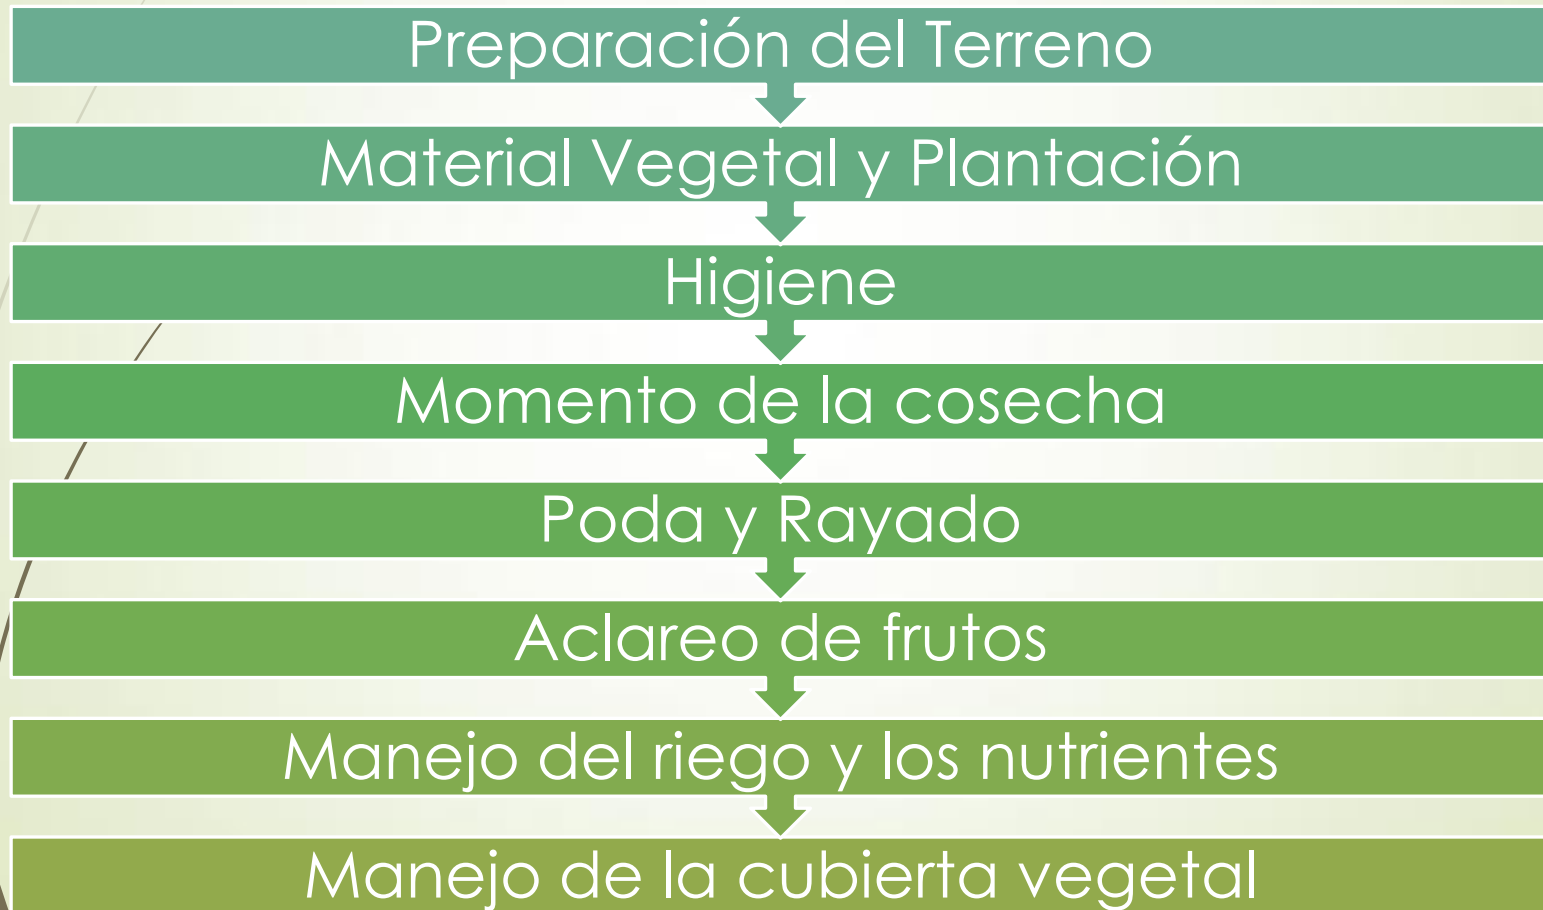 Preparación del Terreno
Material Vegetal y Plantación
Higiene
Momento de la cosecha
Poda y Rayado
Aclareo de frutos
Manejo del riego y los nutrientes
Manejo de la cubierta vegetal